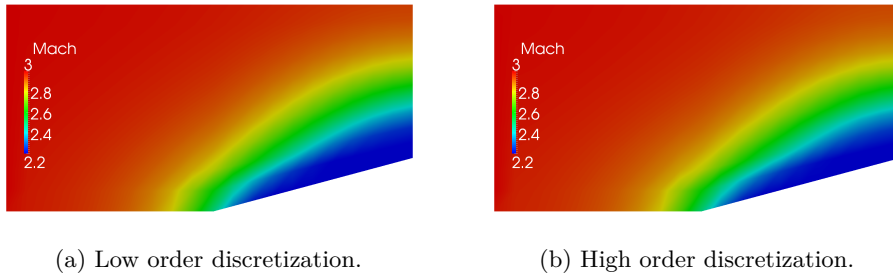 Mach
3
2.8
2.6
2.4
2.2
Mach
3
2.8
2.6
2.4
2.2
(a) Low order discretization.
(b) High order discretization.